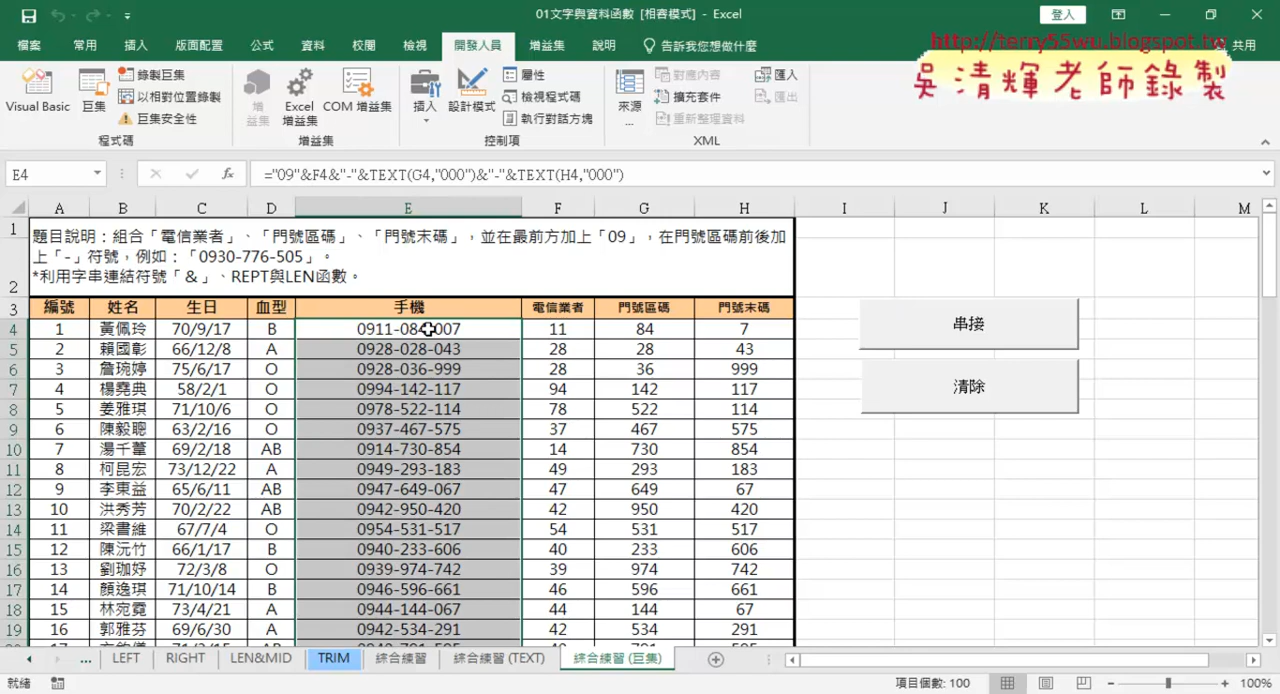 01文字與資料函數 [相容模式] - Excel
登入
檔案 常用 插入 版面配置 公式 資料 校閱 檢視 開發人員 增益集 說明 告訴我您想做什麼 共用
http://terry55wu.blogspot.tw
吳清輝老師錄製
Visual Basic 巨集 錄製巨集 以相對位置錄製 巨集安全性 程式碼
增益集 Excel 增益集 COM 增益集 增益集
插入 設計模式 屬性 檢視程式碼 執行對話方塊 控制項
來源 ... 對應內容 擴充套件 重新整理資料 匯入 匯出 XML
E4 fx ="09"&F4&"-"&TEXT(G4,"000")&"-"&TEXT(H4,"000")
A B C D E F G H I J K L M
1 題目說明：組合「電信業者」、「門號區碼」、「門號末碼」，並在最前方加上「09」，在門號區碼前後加
上「-」符號，例如：「0930-776-505」。
2 *利用字串連結符號「＆」、REPT與LEN函數。
3 編號 姓名 生日 血型 手機 電信業者 門號區碼 門號末碼
4 1 黃佩玲 70/9/17 B 0911-084-007 11 84 7
串接
5 2 賴國彰 66/12/8 A 0928-028-043 28 28 43
6 3 詹琬婷 75/6/17 O 0928-036-999 28 36 999
7 4 楊堯典 58/2/1 O 0994-142-117 94 142 117
清除
8 5 姜雅琪 71/10/6 O 0978-522-114 78 522 114
9 6 陳毅聰 63/2/16 O 0937-467-575 37 467 575
10 7 湯千葦 69/2/18 AB 0914-730-854 14 730 854
11 8 柯昆宏 73/12/22 A 0949-293-183 49 293 183
12 9 李東益 65/6/11 AB 0947-649-067 47 649 67
13 10 洪秀芳 70/2/22 AB 0942-950-420 42 950 420
14 11 梁書維 67/7/4 O 0954-531-517 54 531 517
15 12 陳沅竹 66/1/17 B 0940-233-606 40 233 606
16 13 劉珈妤 72/3/8 O 0939-974-742 39 974 742
17 14 顏逸琪 71/10/14 B 0946-596-661 46 596 661
18 15 林宛霓 73/4/21 A 0944-144-067 44 144 67
19 16 郭雅芬 69/6/30 A 0942-534-291 42 534 291
... LEFT RIGHT LEN&MID TRIM 綜合練習 綜合練習 (TEXT) 綜合練習 (巨集)
就緒 項目個數: 100 100%